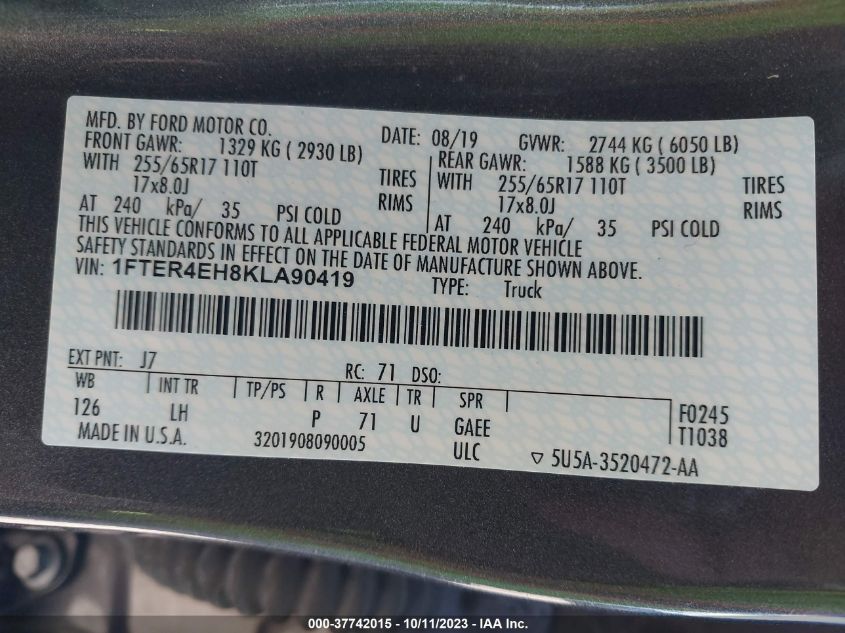 MFD. BY FORD MOTOR CO.
DATE: 08/19 GVWR: 2744 KG ( 6050 LB)
FRONT GAWR: 1329 KG ( 2930 LB)
REAR GAWR: 1588 KG ( 3500 LB)
WITH 255/65R17 110T TIRES
WITH 255/65R17 110T TIRES
17x8.0J RIMS
17x8.0J RIMS
AT 240 kPa/ 35 PSI COLD
AT 240 kPa/ 35 PSI COLD
THIS VEHICLE CONFORMS TO ALL APPLICABLE FEDERAL MOTOR VEHICLE
SAFETY STANDARDS IN EFFECT ON THE DATE OF MANUFACTURE SHOWN ABOVE.
VIN: 1FTER4EH8KLA90419 TYPE: Truck
EXT PNT: J7 RC: 71 DSO:
WB INT TR TP/PS R AXLE TR SPR
126 LH P 71 U GAEE
F0245
T1038
MADE IN U.S.A. 3201908090005 ULC ▽ 5U5A-3520472-AA
000-37742015 - 10/11/2023 - IAA Inc.